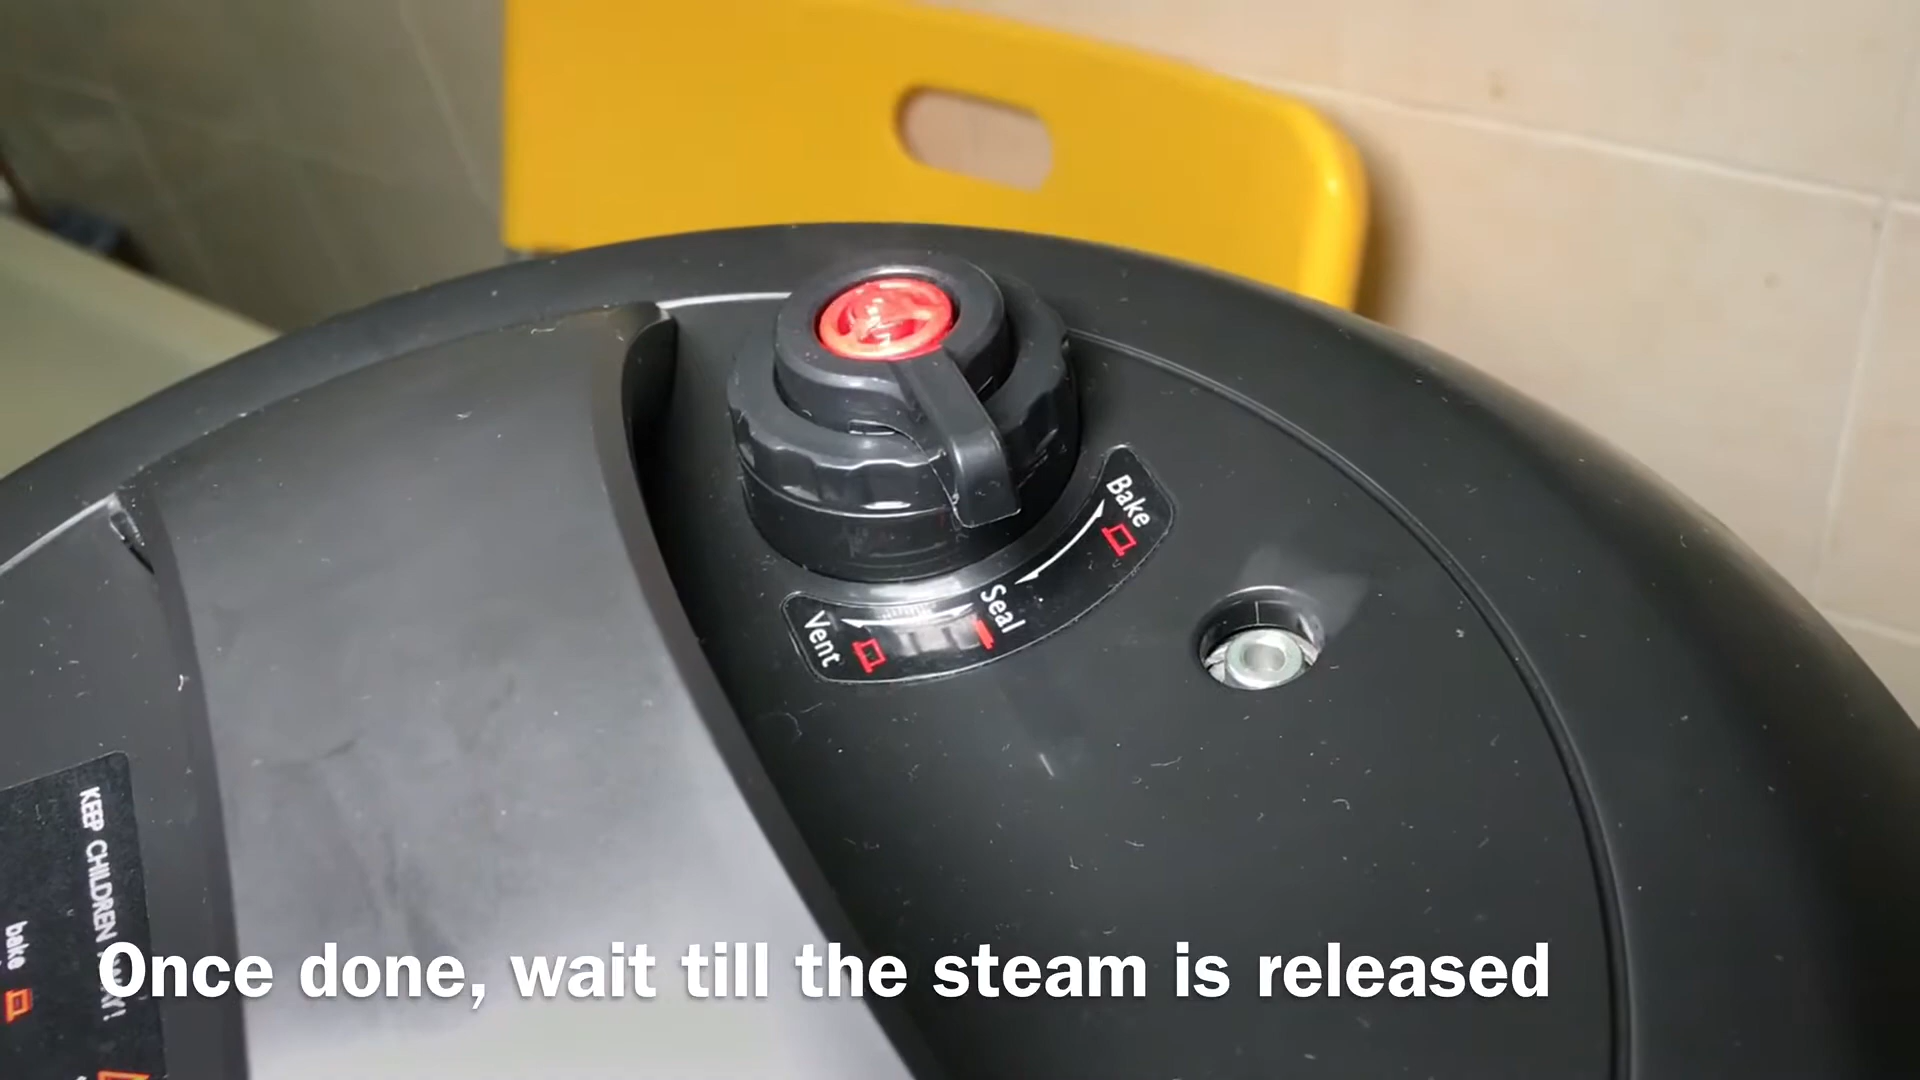 Bake
Seal
Vent
KEEP CHILDREN
bake
Once done, wait till the steam is released